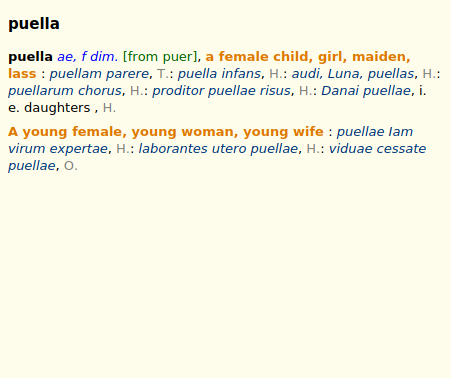 puella
puella ae, f dim. [from puer], a female child, girl, maiden,
lass : puellam parere, T.: puella infans, H.: audi, Luna, puellas, H.:
puellarum chorus, H.: proditor puellae risus, H.: Danai puellae, i.
e. daughters , H.
A young female, young woman, young wife : puellae Iam
virum expertae, H.: laborantes utero puellae, H.: viduae cessate
puellae, O.